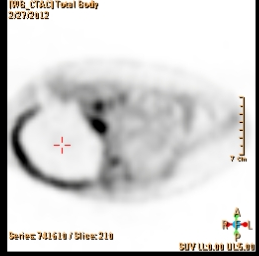 [WB_CTAC] Total Body
2/27/2012
7 cm
A
R L
P
Series: 741610 / Slice: 210
SUV LL:0.00 UL:5.00